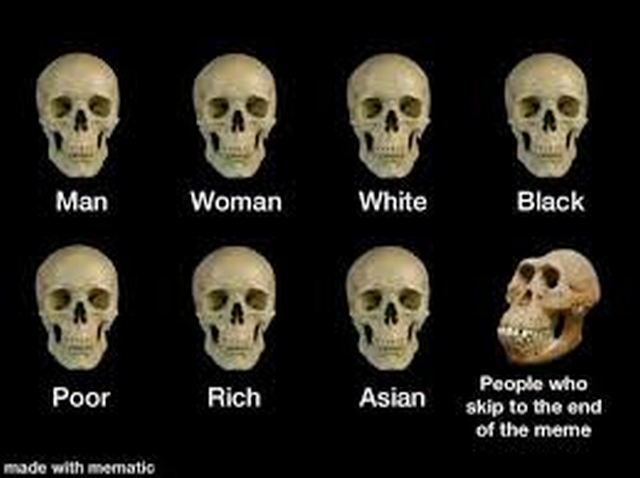 Man
Woman
White
Black
Poor
Rich
Asian
People who
skip to the end
of the meme
made with mematic